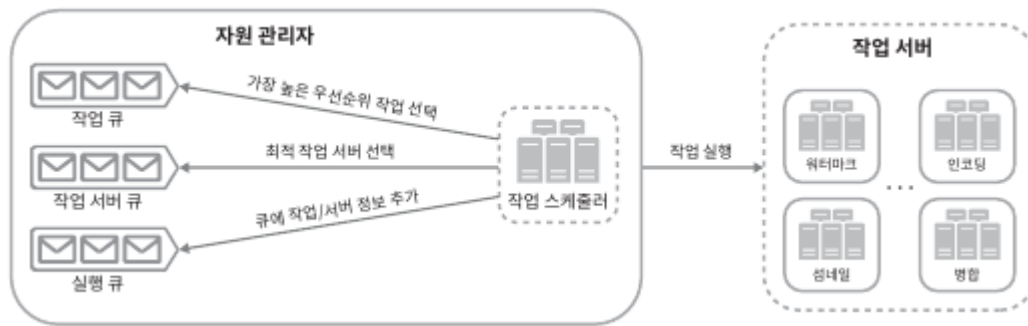 자원 관리자
작업 큐
작업 서버 큐
실행 큐
가장 높은 우선순위 작업 선택
최적 작업 서버 선택
큐에 작업/서버 정보 추가
작업 스케줄러
작업 실행
작업 서버
워터마크
인코딩
...
섬네일
병합